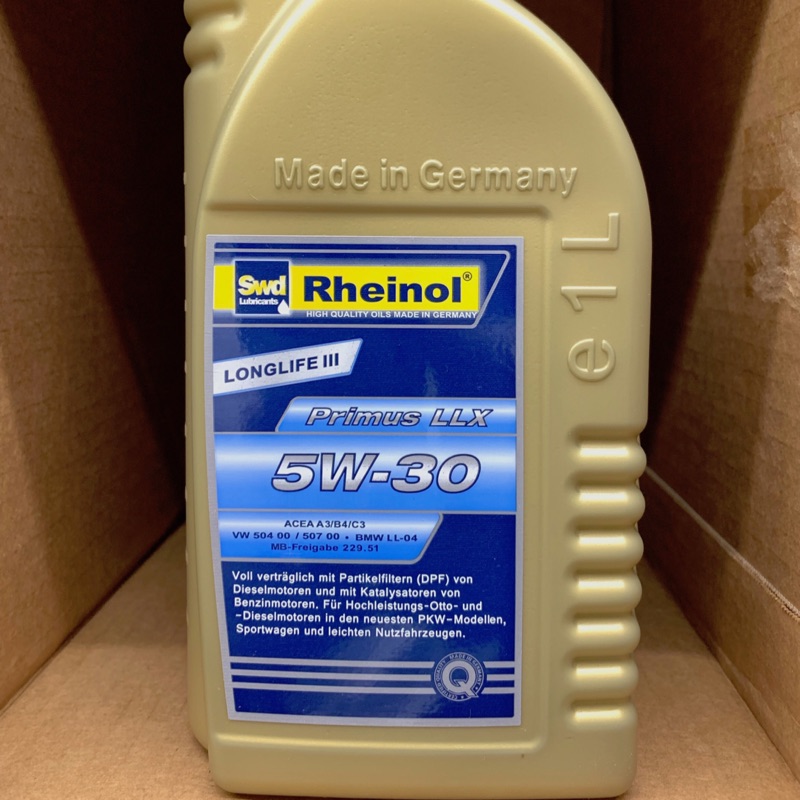 Made in Germany
e 1 L
Swd
Lubricants
Rheinol®
HIGH QUALITY OILS MADE IN GERMANY
LONGLIFE III
Primus LLX
5W-30
ACEA A3/B4/C3
VW 504 00 / 507 00 • BMW LL-04
MB-Freigabe 229.51
Voll verträglich mit Partikelfiltern (DPF) von
Dieselmotoren und mit Katalysatoren von
Benzinmotoren. Für Hochleistungs-Otto- und
-Dieselmotoren in den neuesten PKW-Modellen,
Sportwagen und leichten Nutzfahrzeugen.
MADE IN GERMANY
Q